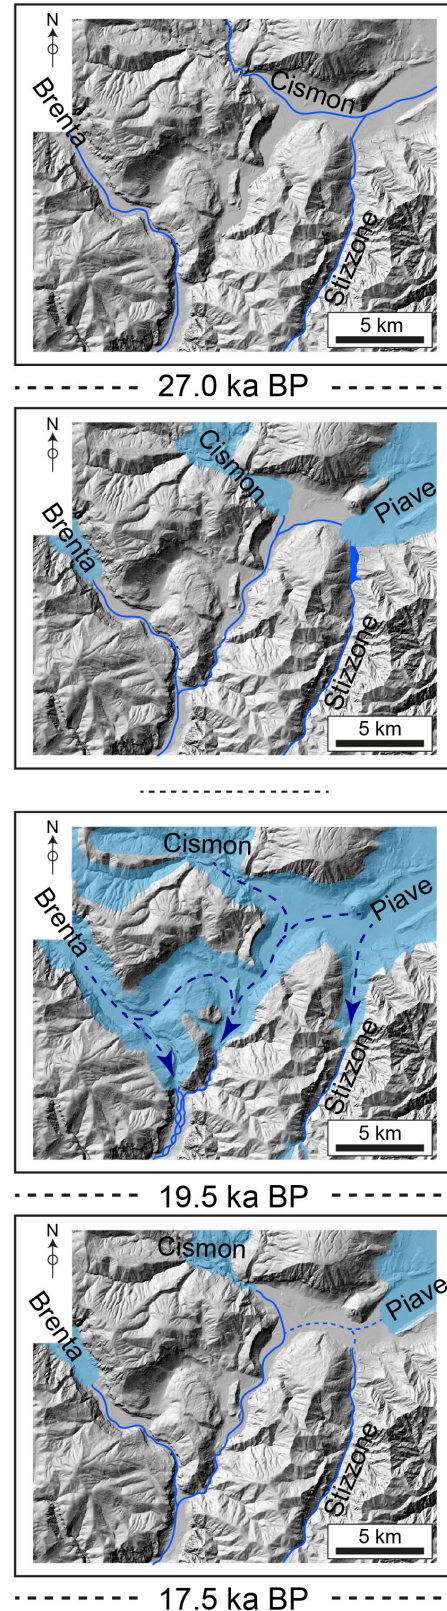 N
Cismon
Brenta
Stizzone
5 km
27.0 ka BP
N
Cismon
Piave
Brenta
Stizzone
5 km
N
Cismon
Piave
Brenta
Stizzone
5 km
19.5 ka BP
N
Cismon
Piave
Brenta
Stizzone
5 km
17.5 ka BP